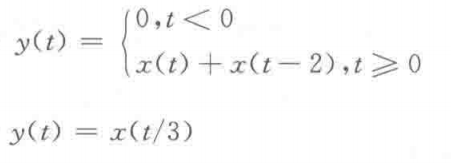 y(t) = { 0, t < 0
x(t) + x(t − 2), t ⩾ 0
y(t) = x(t/3)